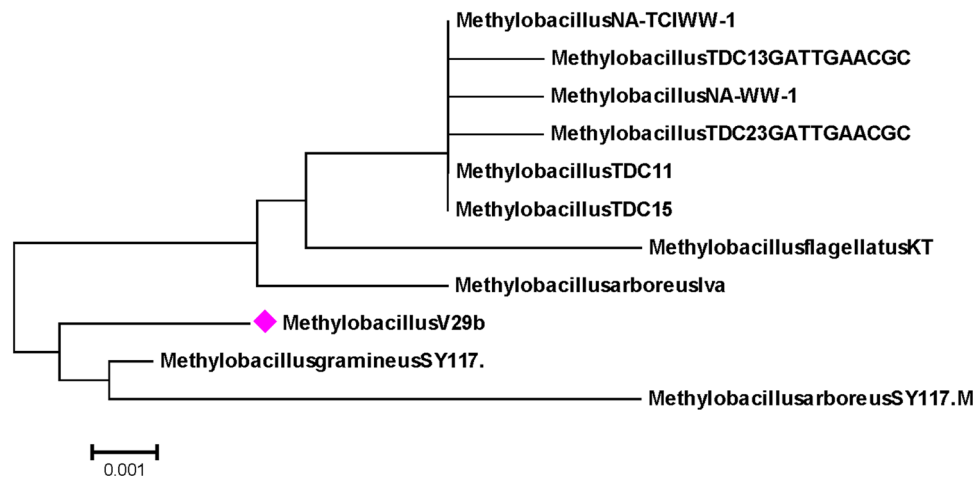 MethylobacillusNA-TCIWW-1
MethylobacillusTDC13GATTGAACGC
MethylobacillusNA-WW-1
MethylobacillusTDC23GATTGAACGC
MethylobacillusTDC11
MethylobacillusTDC15
MethylobacillusflagellatusKT
MethylobacillusarboreusIva
MethylobacillusV29b
MethylobacillusgramineusSY117.
MethylobacillusarboreusSY117.M
0.001